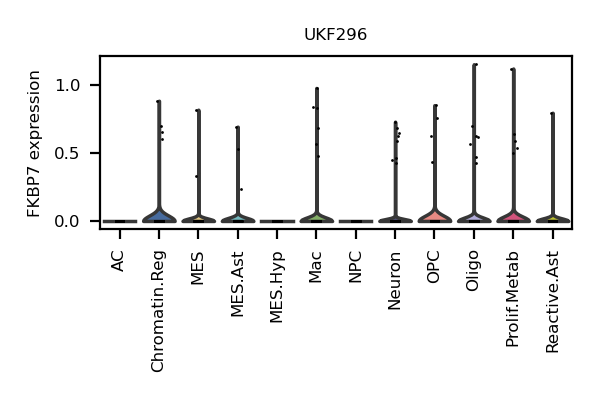 UKF296
FKBP7 expression
1.0
0.5
0.0
AC
Chromatin.Reg
MES
MES.Ast
MES.Hyp
Mac
NPC
Neuron
OPC
Oligo
Prolif.Metab
Reactive.Ast